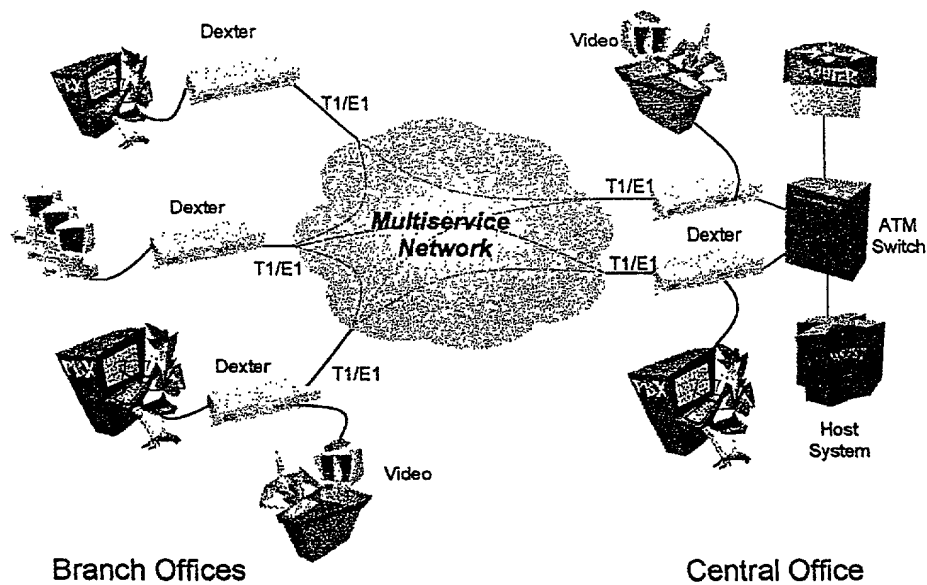 Dexter
Video
T1/E1
T1/E1
Dexter
Multiservice
Network
T1/E1
Dexter
ATM
Switch
T1/E1
Dexter
T1/E1
Host
System
Video
Branch Offices
Central Office